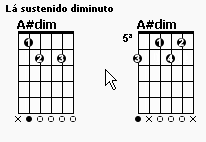 Lá sustenido diminuto
A#dim A#dim
1
2 3
5ª
1 2
3 4